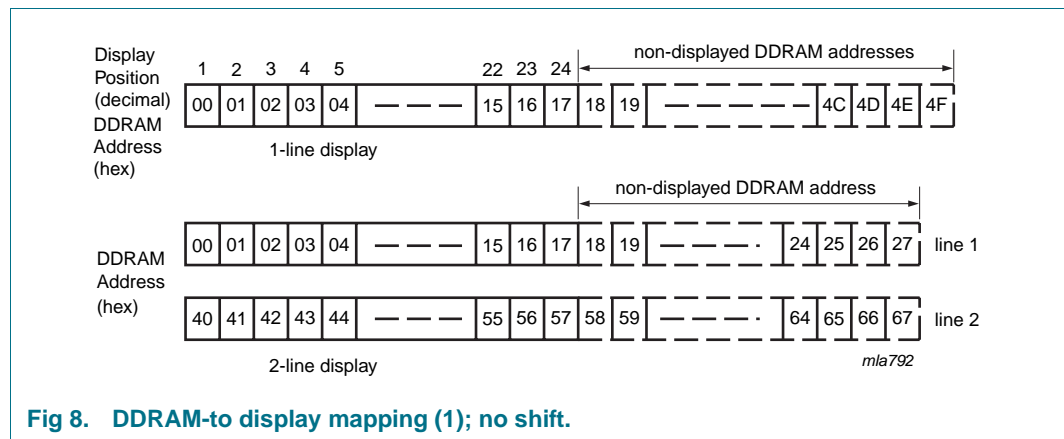 Display
Position
(decimal)
DDRAM
Address
(hex)
non-displayed DDRAM addresses
1 2 3 4 5 22 23 24
00 01 02 03 04 15 16 17 18 19 4C 4D 4E 4F
1-line display
non-displayed DDRAM address
DDRAM
Address
(hex)
00 01 02 03 04 15 16 17 18 19 24 25 26 27 line 1
40 41 42 43 44 55 56 57 58 59 64 65 66 67 line 2
2-line display
mla792
Fig 8. DDRAM-to display mapping (1); no shift.